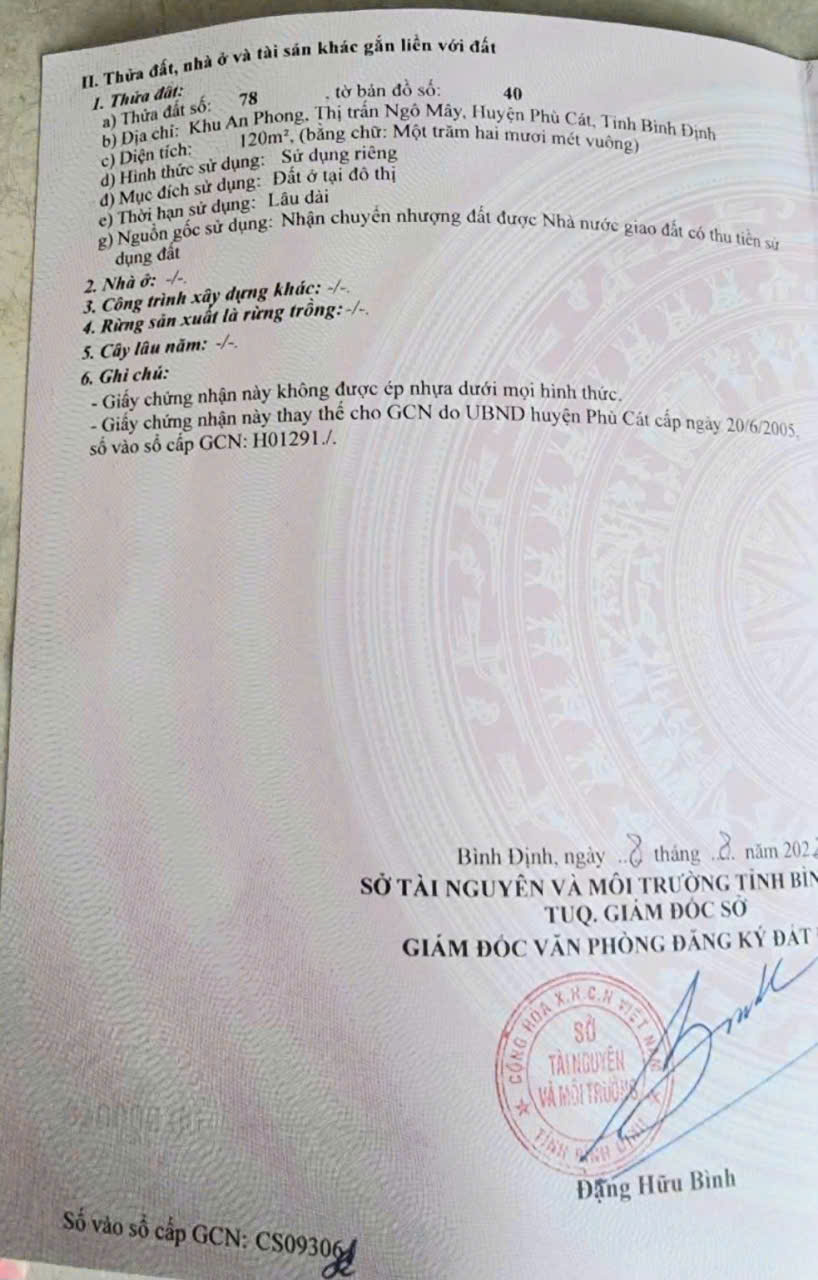 II. Thửa đất, nhà ở và tài sản khác gắn liền với đất
1. Thửa đất:
a) Thửa đất số: 78 , tờ bản đồ số: 40
b) Địa chỉ: Khu An Phong, Thị trấn Ngô Mây, Huyện Phù Cát, Tỉnh Bình Định
c) Diện tích: 120m², (bằng chữ: Một trăm hai mươi mét vuông)
d) Hình thức sử dụng: Sử dụng riêng
đ) Mục đích sử dụng: Đất ở tại đô thị
e) Thời hạn sử dụng: Lâu dài
g) Nguồn gốc sử dụng: Nhận chuyển nhượng đất được Nhà nước giao đất có thu tiền sử
dụng đất
2. Nhà ở: -/-.
3. Công trình xây dựng khác: -/-.
4. Rừng sản xuất là rừng trồng: -/-.
5. Cây lâu năm: -/-.
6. Ghi chú:
- Giấy chứng nhận này không được ép nhựa dưới mọi hình thức.
- Giấy chứng nhận này thay thế cho GCN do UBND huyện Phù Cát cấp ngày 20/6/2005,
số vào sổ cấp GCN: H01291./.
Bình Định, ngày ..8 tháng ..8. năm 202
SỞ TÀI NGUYÊN VÀ MÔI TRƯỜNG TỈNH BÌN
TUQ. GIÁM ĐỐC SỞ
GIÁM ĐỐC VĂN PHÒNG ĐĂNG KÝ ĐẤT
CỘNG HÒA X.H.C.N VIỆT NAM
SỞ
TÀI NGUYÊN
VÀ MÔI TRƯỜNG
TỈNH BÌNH ĐỊNH
Đặng Hữu Bình
Số vào sổ cấp GCN: CS09306